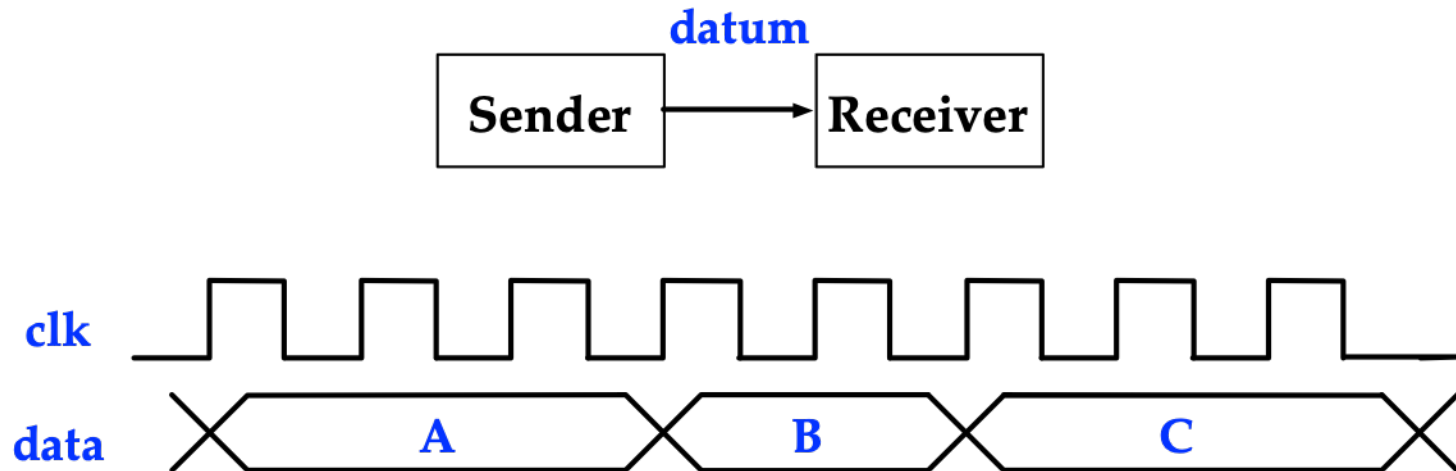 datum
Sender
Receiver
clk
data
A
B
C